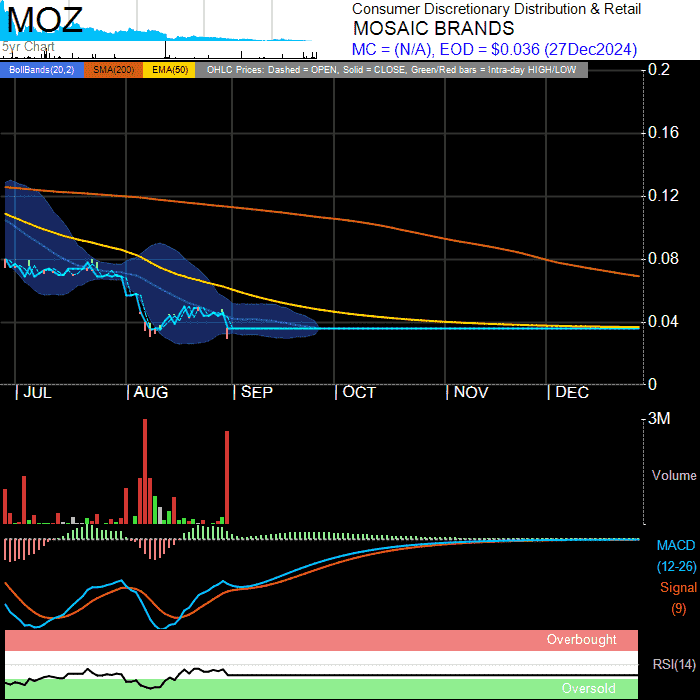 MOZ
5yr Chart
Consumer Discretionary Distribution & Retail
MOSAIC BRANDS
MC = (N/A), EOD = $0.036 (27Dec2024)
BollBands(20,2) SMA(200) EMA(50) OHLC Prices: Dashed = OPEN, Solid = CLOSE, Green/Red bars = Intra-day HIGH/LOW
0.2
0.16
0.12
0.08
0.04
0
JUL AUG SEP OCT NOV DEC
3M
Volume
MACD
(12-26)
Signal
(9)
Overbought
RSI(14)
Oversold